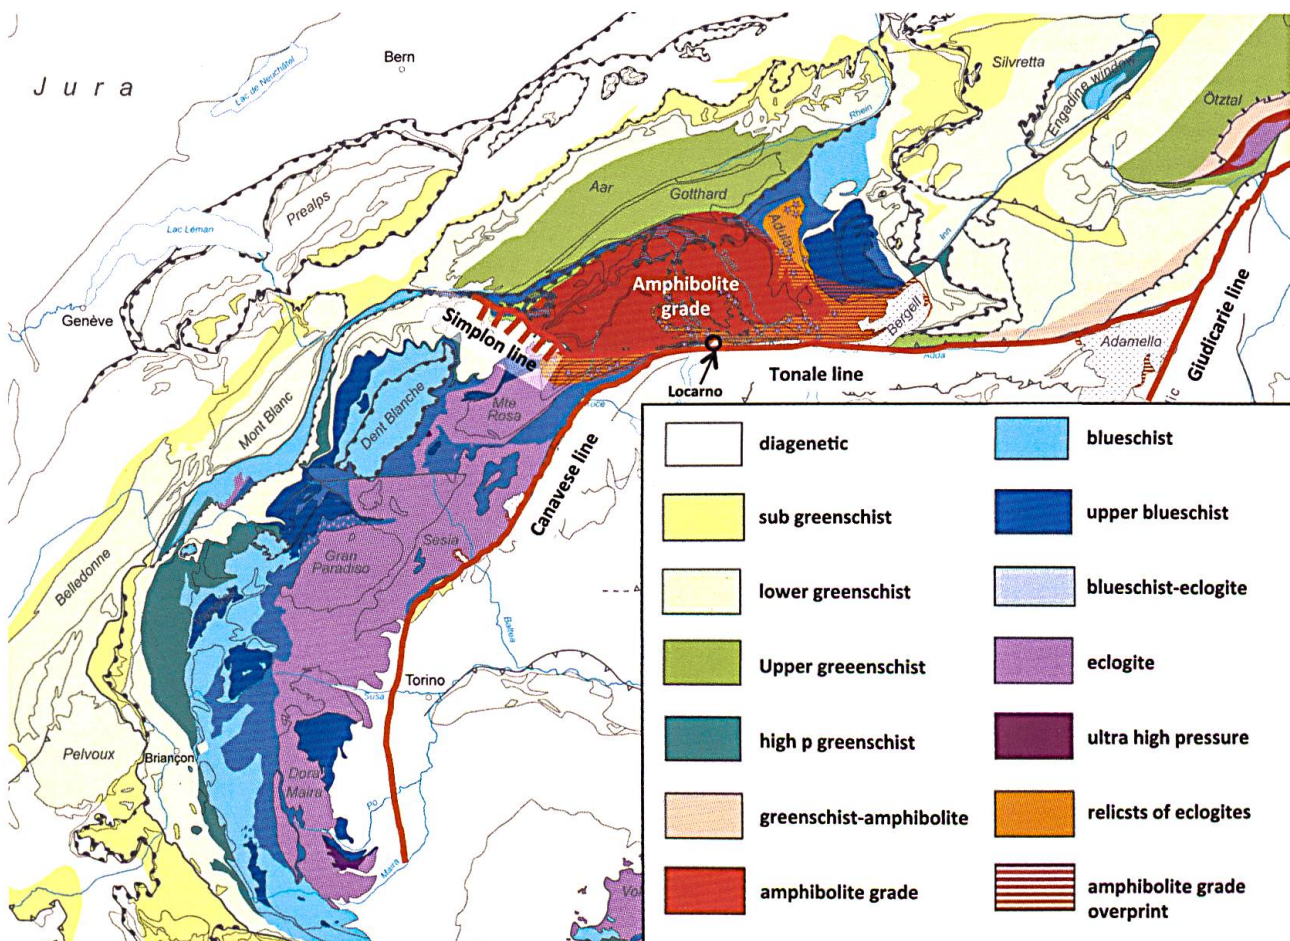 Jura
Bern
Lac de Neuchâtel
Silvretta
Engadine window
Ötztal
Rhein
Aar
Gotthard
Prealps
Lac Léman
Adula
Inn
Genève
Amphibolite
grade
Simplon line
Bergell
Giudicarie line
Adamello
Adda
Tonale line
Locarno
Mont Blanc
Dent Blanche
Mte
Rosa
Canavese line
Sesia
Gran
Paradiso
Belledonne
Baltea
Torino
Susa
Pelvoux
Briançon
Dora
Maira
Po
Maira
diagenetic
sub greenschist
lower greenschist
Upper greeenschist
high p greenschist
greenschist-amphibolite
amphibolite grade
blueschist
upper blueschist
blueschist-eclogite
eclogite
ultra high pressure
relicsts of eclogites
amphibolite grade
overprint